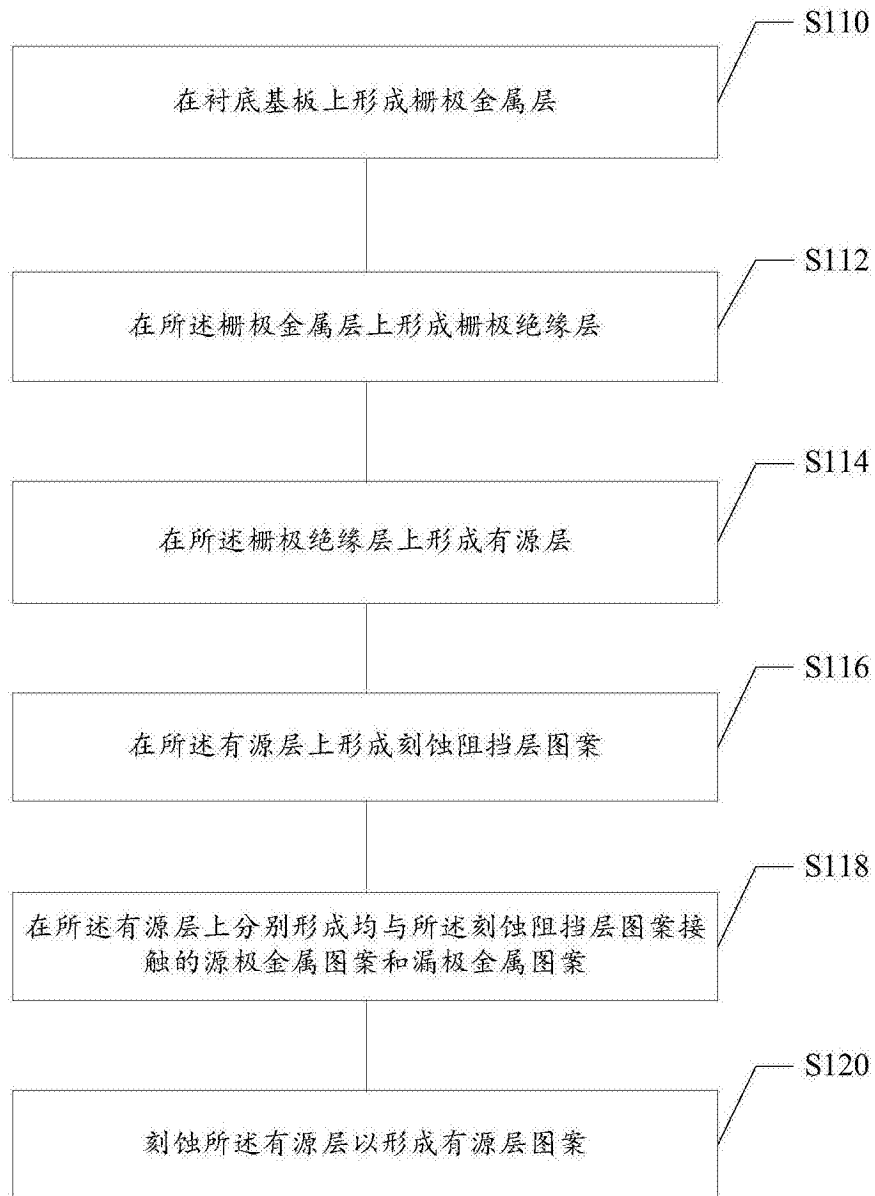 S110
在衬底基板上形成栅极金属层
S112
在所述栅极金属层上形成栅极绝缘层
S114
在所述栅极绝缘层上形成有源层
S116
在所述有源层上形成刻蚀阻挡层图案
S118
在所述有源层上分别形成均与所述刻蚀阻挡层图案接
触的源极金属图案和漏极金属图案
S120
刻蚀所述有源层以形成有源层图案